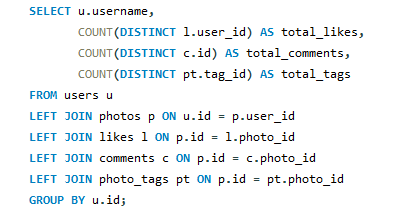 SELECT u.username,
COUNT(DISTINCT l.user_id) AS total_likes,
COUNT(DISTINCT c.id) AS total_comments,
COUNT(DISTINCT pt.tag_id) AS total_tags
FROM users u
LEFT JOIN photos p ON u.id = p.user_id
LEFT JOIN likes l ON p.id = l.photo_id
LEFT JOIN comments c ON p.id = c.photo_id
LEFT JOIN photo_tags pt ON p.id = pt.photo_id
GROUP BY u.id;